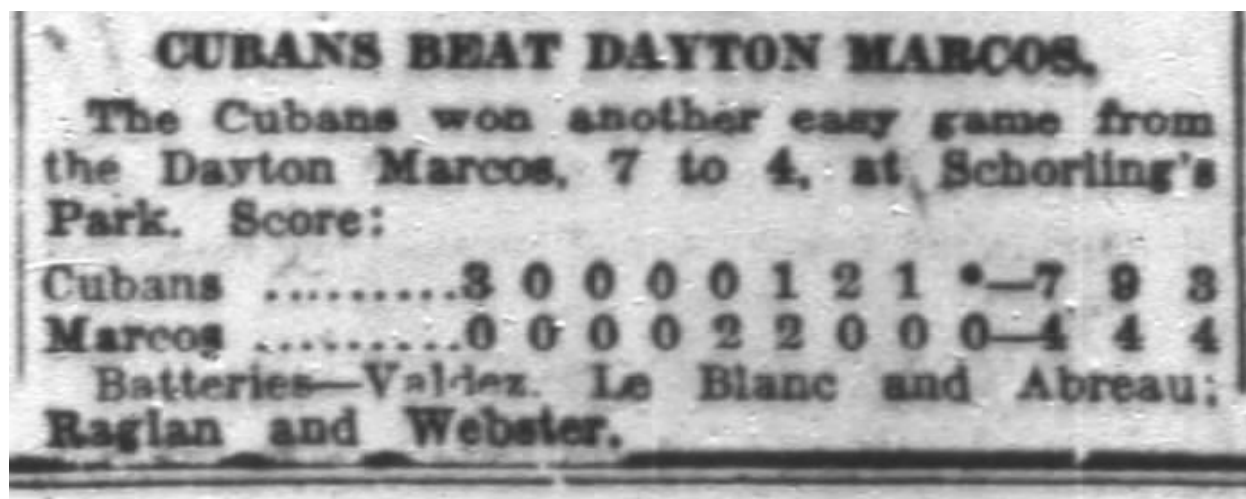 CUBANS BEAT DAYTON MARCOS.
The Cubans won another easy game from
the Dayton Marcos, 7 to 4, at Schorling's
Park. Score:
Cubans ..........3 0 0 0 0 1 2 1 *—7 9 3
Marcos ..........0 0 0 0 2 2 0 0 0—4 4 4
Batteries—Valdez, Le Blanc and Abreau;
Raglan and Webster.